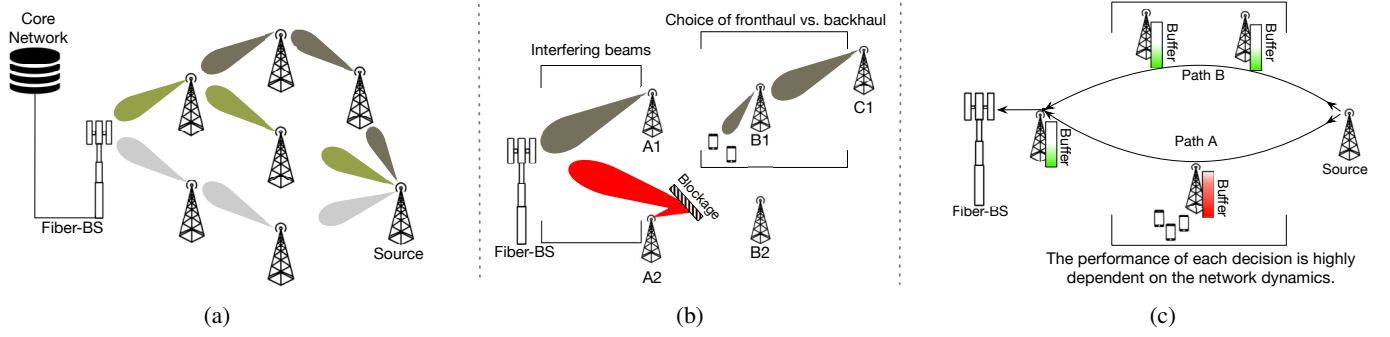 Core
Network
Fiber-BS
Source
(a)
Interfering beams
Choice of fronthaul vs. backhaul
A1
B1
C1
Blockage
Fiber-BS
A2
B2
(b)
Buffer
Buffer
Path B
Buffer
Path A
Buffer
Fiber-BS
Source
The performance of each decision is highly
dependent on the network dynamics.
(c)